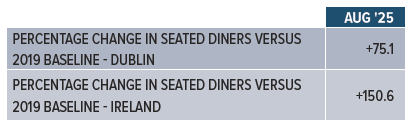 AUG '25
PERCENTAGE CHANGE IN SEATED DINERS VERSUS
2019 BASELINE - DUBLIN
+75.1
PERCENTAGE CHANGE IN SEATED DINERS VERSUS
2019 BASELINE - IRELAND
+150.6